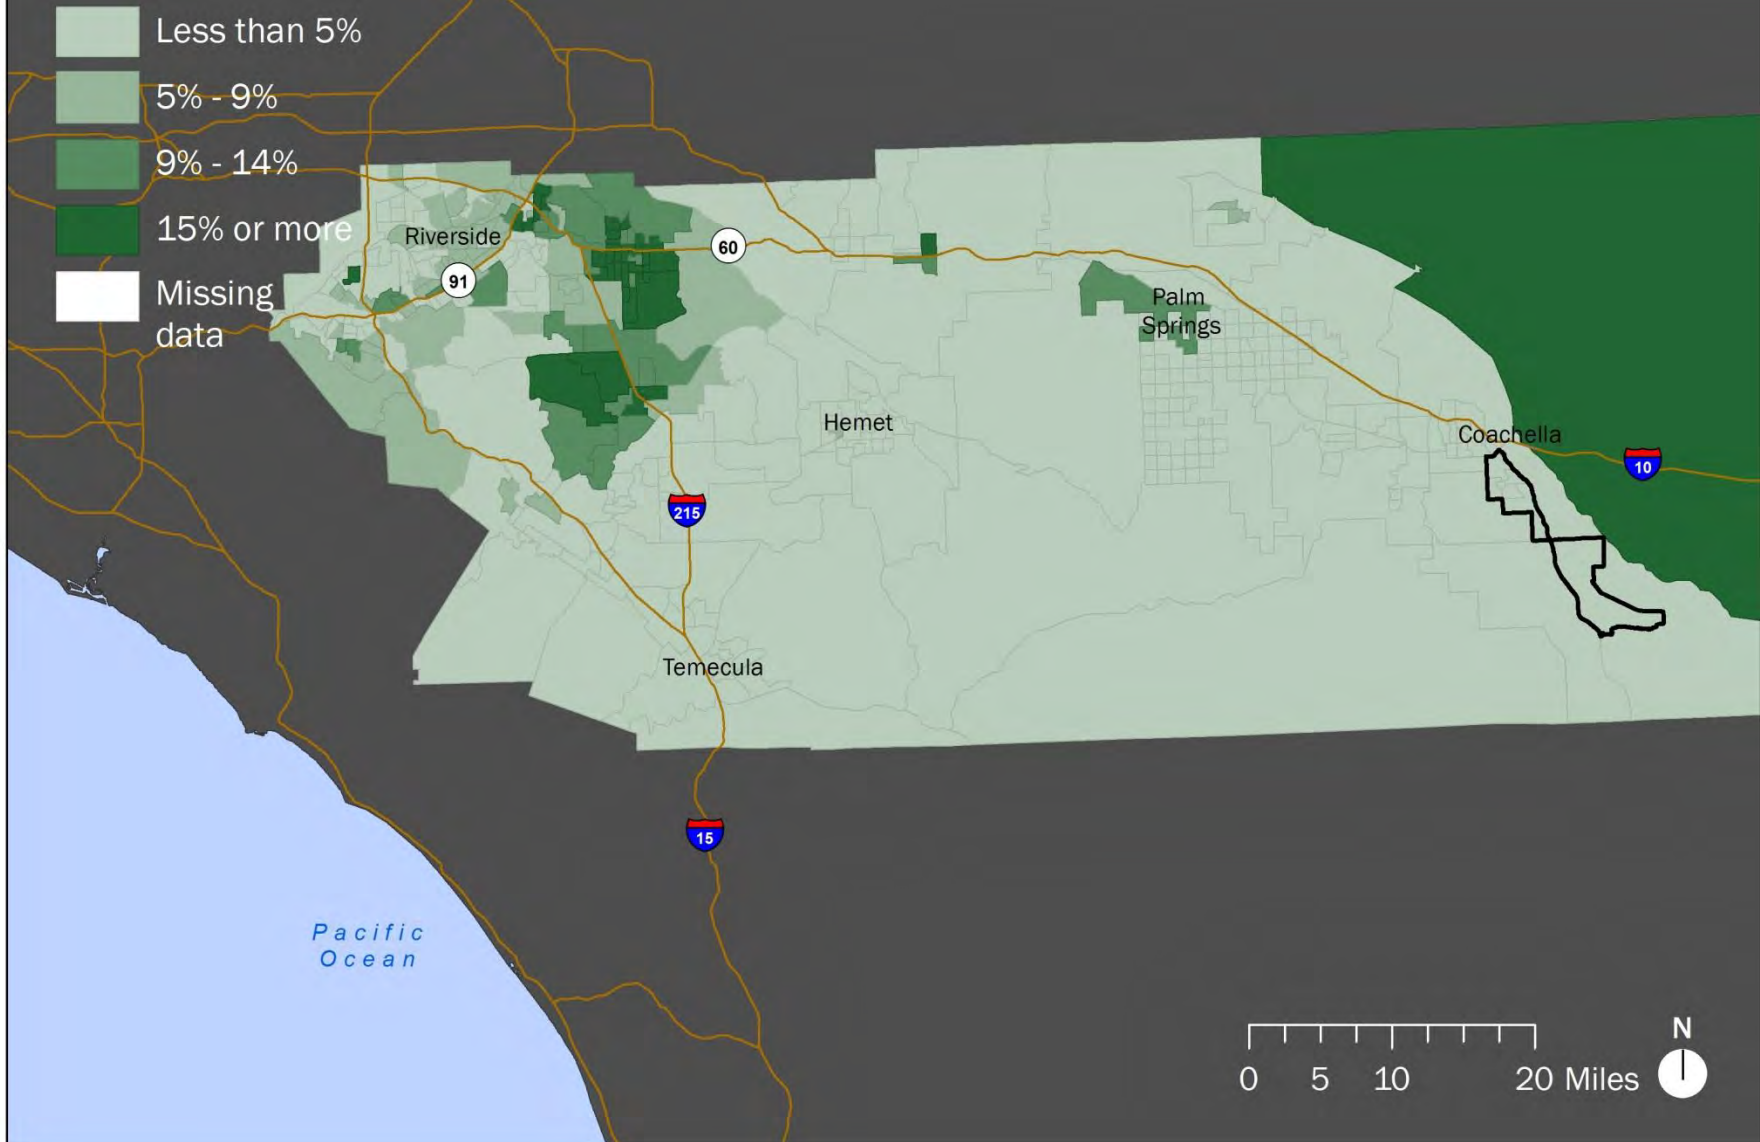 Less than 5%
5% - 9%
9% - 14%
15% or more
Missing
data
Riverside
60
91
Palm
Springs
Hemet
Coachella
10
215
Temecula
15
Pacific
Ocean
N
0 5 10 20 Miles